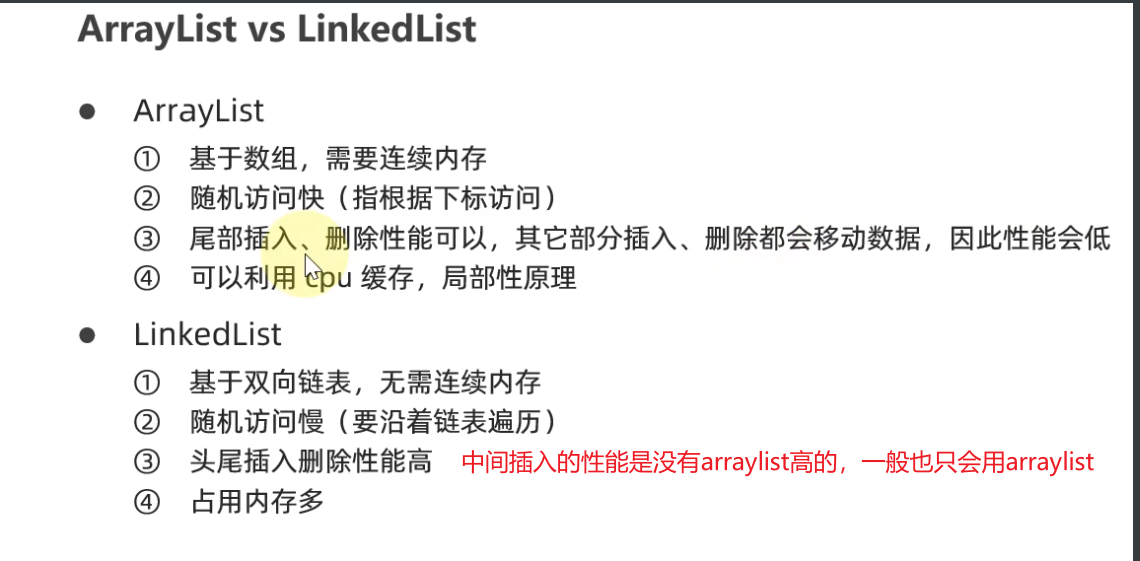 ArrayList vs LinkedList
● ArrayList
① 基于数组，需要连续内存
② 随机访问快（指根据下标访问）
③ 尾部插入、删除性能可以，其它部分插入、删除都会移动数据，因此性能会低
④ 可以利用 cpu 缓存，局部性原理
● LinkedList
① 基于双向链表，无需连续内存
② 随机访问慢（要沿着链表遍历）
③ 头尾插入删除性能高 中间插入的性能是没有arraylist高的，一般也只会用arraylist
④ 占用内存多